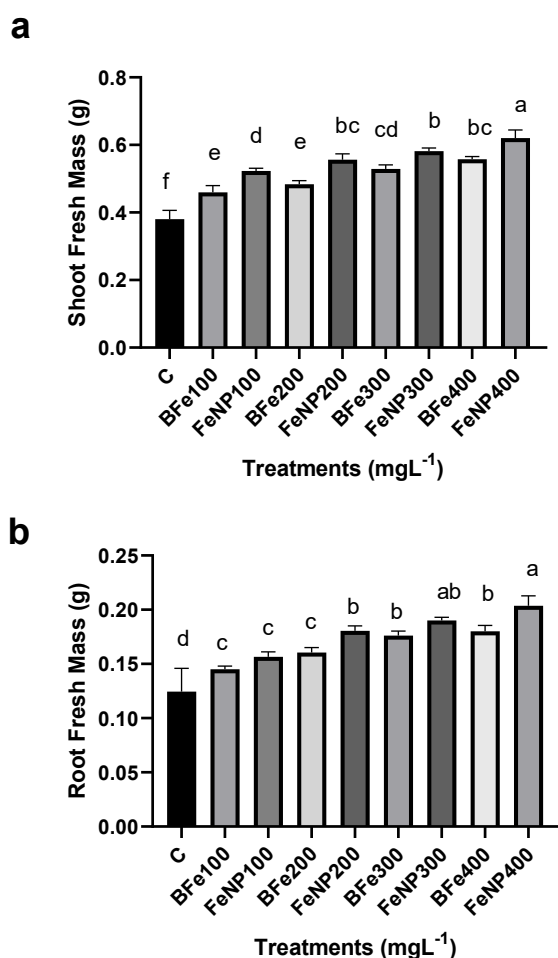 a
Shoot Fresh Mass (g)
0.8
0.6
0.4
0.2
0.0
f
e
d
e
bc
cd
b
bc
a
C
BFe100
FeNP100
BFe200
FeNP200
BFe300
FeNP300
BFe400
FeNP400
Treatments (mgL⁻¹)
b
Root Fresh Mass (g)
0.25
0.20
0.15
0.10
0.05
0.00
d
c
c
c
b
b
ab
b
a
C
BFe100
FeNP100
BFe200
FeNP200
BFe300
FeNP300
BFe400
FeNP400
Treatments (mgL⁻¹)